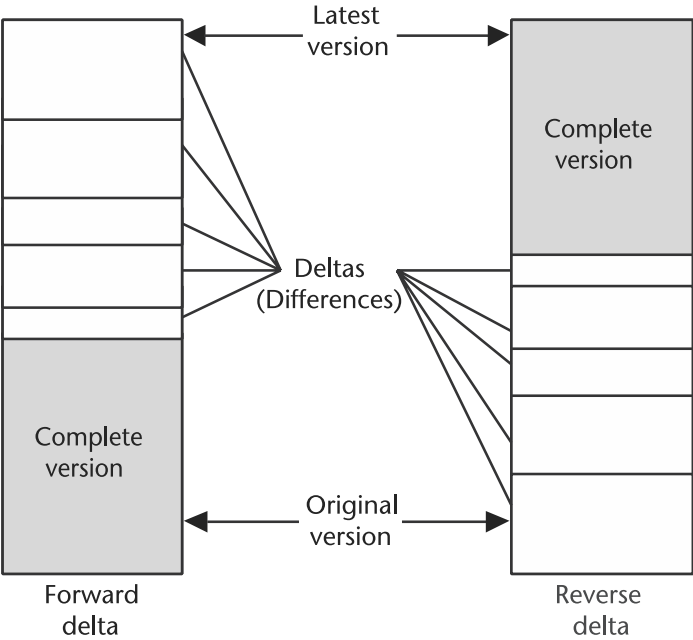 Latest
version
Complete
version
Deltas
(Differences)
Complete
version
Original
version
Forward
delta
Reverse
delta